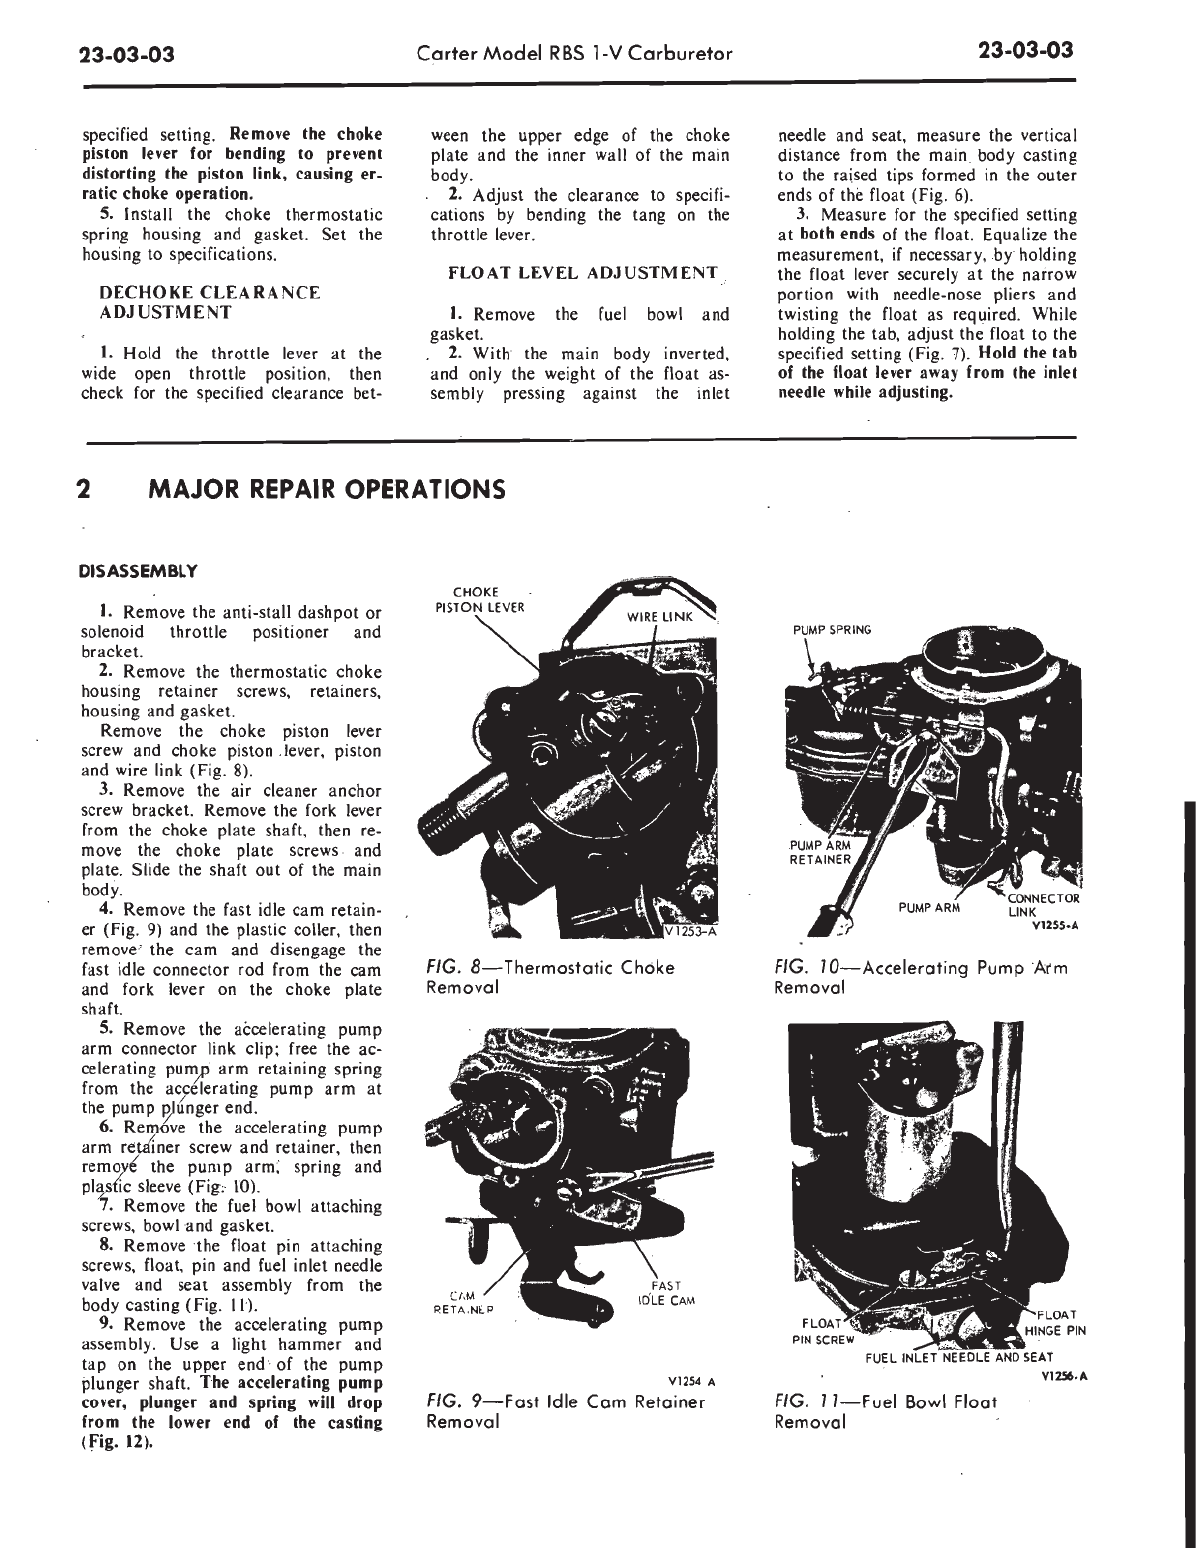 23-03-03
Carter Model RBS 1-V Carburetor
23-03-03
specified setting. Remove the choke
piston lever for bending to prevent
distorting the piston link, causing er-
ratic choke operation.
5. Install the choke thermostatic
spring housing and gasket. Set the
housing to specifications.
DECHOKE CLEARANCE
ADJUSTMENT
1. Hold the throttle lever at the
wide open throttle position, then
check for the specified clearance bet-
ween the upper edge of the choke
plate and the inner wall of the main
body.
2. Adjust the clearance to specifi-
cations by bending the tang on the
throttle lever.
FLOAT LEVEL ADJUSTMENT
1. Remove the fuel bowl and
gasket.
2. With the main body inverted,
and only the weight of the float as-
sembly pressing against the inlet
needle and seat, measure the vertical
distance from the main body casting
to the raised tips formed in the outer
ends of the float (Fig. 6).
3. Measure for the specified setting
at both ends of the float. Equalize the
measurement, if necessary, by holding
the float lever securely at the narrow
portion with needle-nose pliers and
twisting the float as required. While
holding the tab, adjust the float to the
specified setting (Fig. 7). Hold the tab
of the float lever away from the inlet
needle while adjusting.
2 MAJOR REPAIR OPERATIONS
DISASSEMBLY
1. Remove the anti-stall dashpot or
solenoid throttle positioner and
bracket.
2. Remove the thermostatic choke
housing retainer screws, retainers,
housing and gasket.
Remove the choke piston lever
screw and choke piston lever, piston
and wire link (Fig. 8).
3. Remove the air cleaner anchor
screw bracket. Remove the fork lever
from the choke plate shaft, then re-
move the choke plate screws and
plate. Slide the shaft out of the main
body.
4. Remove the fast idle cam retain-
er (Fig. 9) and the plastic coller, then
remove the cam and disengage the
fast idle connector rod from the cam
and fork lever on the choke plate
shaft.
5. Remove the accelerating pump
arm connector link clip; free the ac-
celerating pump arm retaining spring
from the accelerating pump arm at
the pump plunger end.
6. Remove the accelerating pump
arm retainer screw and retainer, then
remove the pump arm, spring and
plastic sleeve (Fig. 10).
7. Remove the fuel bowl attaching
screws, bowl and gasket.
8. Remove the float pin attaching
screws, float, pin and fuel inlet needle
valve and seat assembly from the
body casting (Fig. 11).
9. Remove the accelerating pump
assembly. Use a light hammer and
tap on the upper end of the pump
plunger shaft. The accelerating pump
cover, plunger and spring will drop
from the lower end of the casting
(Fig. 12).
CHOKE
PISTON LEVER
WIRE LINK
V1253-A
FIG. 8—Thermostatic Choke
Removal
CAM
RETAINER
FAST
IDLE CAM
V1254 A
FIG. 9—Fast Idle Cam Retainer
Removal
PUMP SPRING
PUMP ARM
RETAINER
PUMP ARM
CONNECTOR
LINK
V1255-A
FIG. 10—Accelerating Pump Arm
Removal
FLOAT
PIN SCREW
FLOAT
HINGE PIN
FUEL INLET NEEDLE AND SEAT
V1256-A
FIG. 11—Fuel Bowl Float
Removal